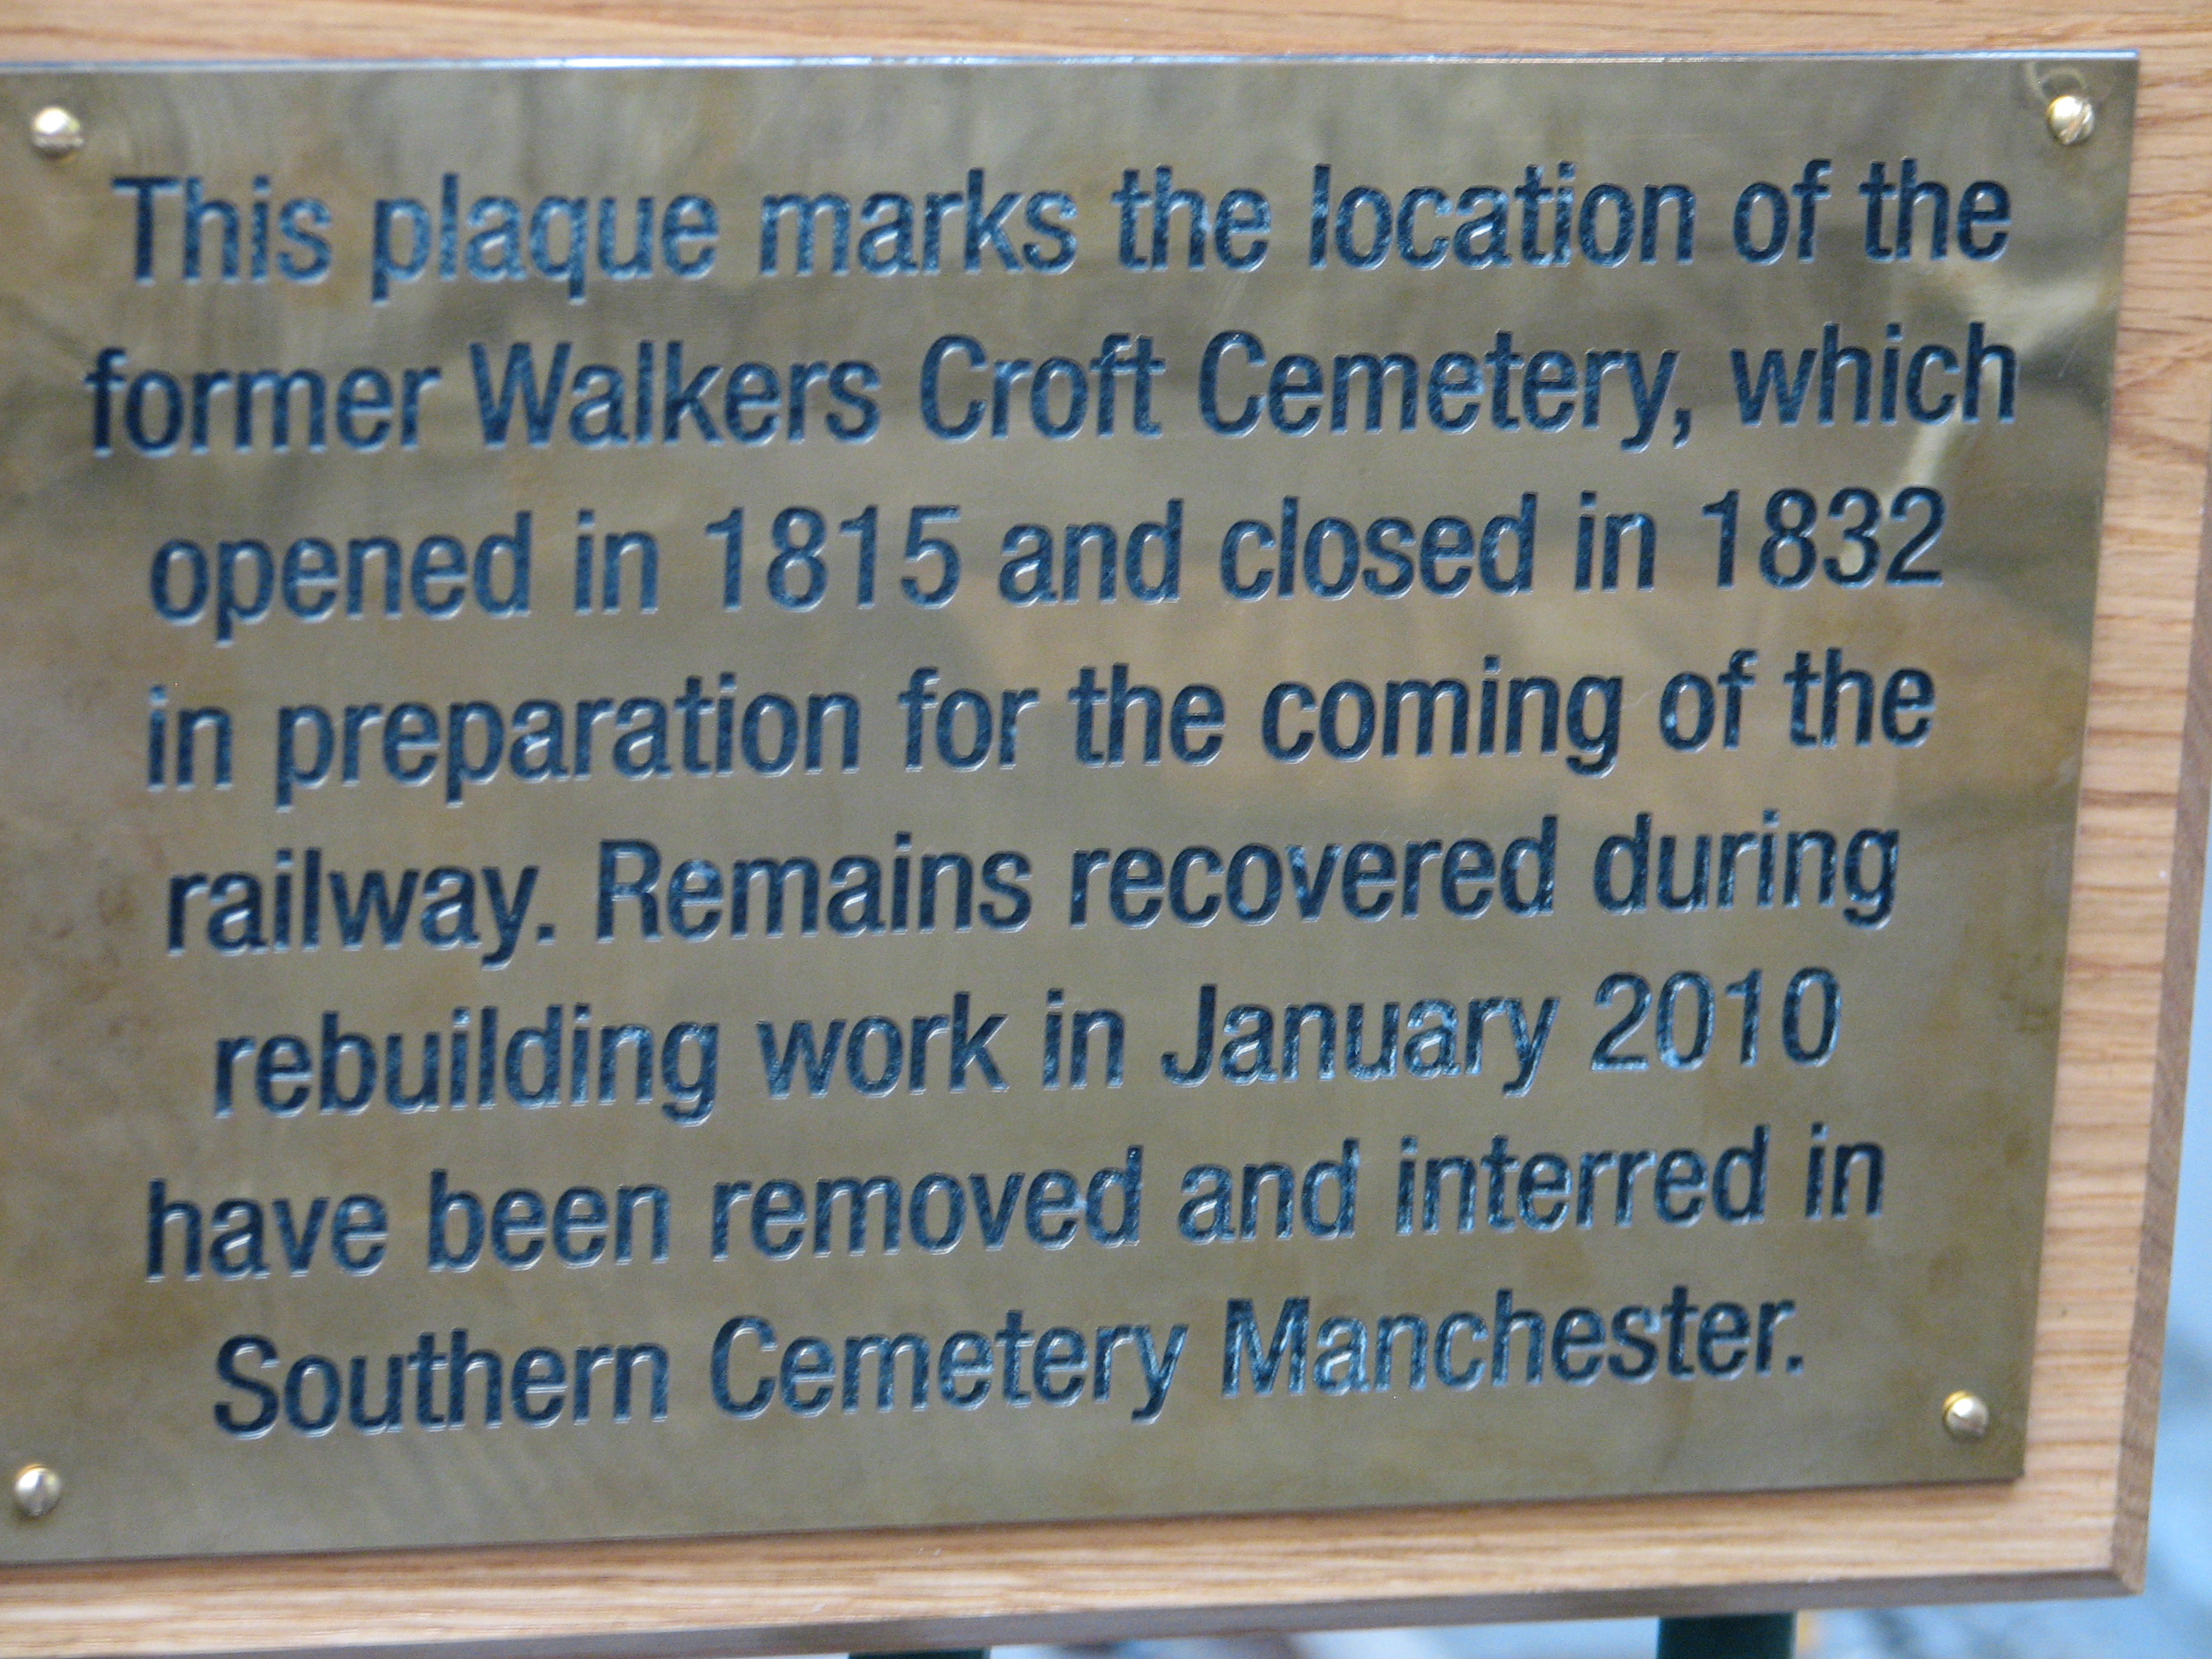 This plaque marks the location of the
former Walkers Croft Cemetery, which
opened in 1815 and closed in 1832
in preparation for the coming of the
railway. Remains recovered during
rebuilding work in January 2010
have been removed and interred in
Southern Cemetery Manchester.